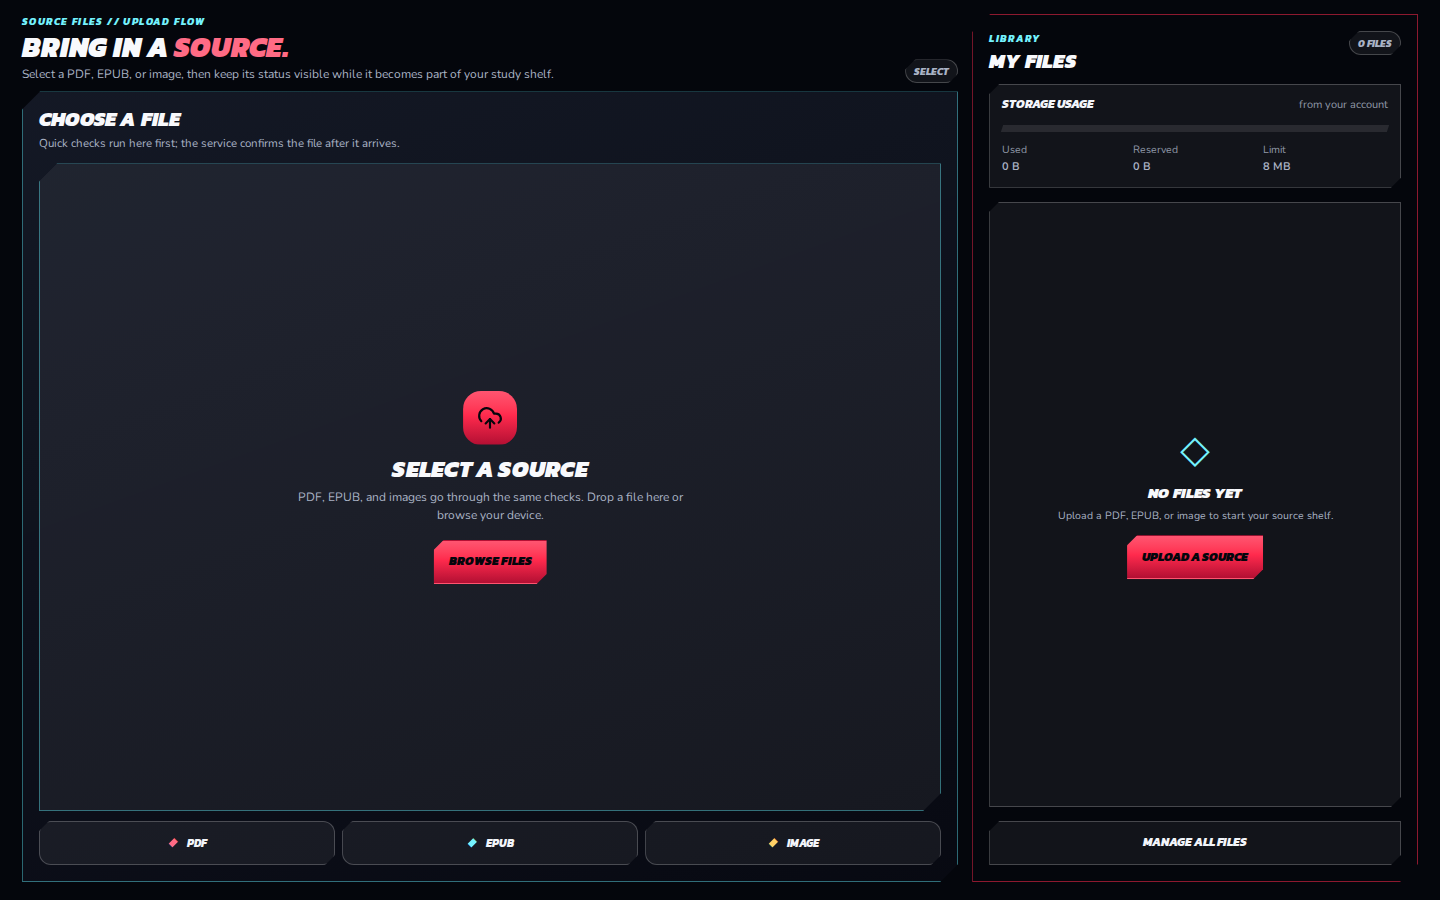 SOURCE FILES // UPLOAD FLOW
BRING IN A SOURCE.
Select a PDF, EPUB, or image, then keep its status visible while it becomes part of your study shelf.
SELECT
CHOOSE A FILE
Quick checks run here first; the service confirms the file after it arrives.
SELECT A SOURCE
PDF, EPUB, and images go through the same checks. Drop a file here or
browse your device.
BROWSE FILES
PDF
EPUB
IMAGE
LIBRARY
MY FILES
0 FILES
STORAGE USAGE
from your account
Used
Reserved
Limit
0 B
0 B
8 MB
NO FILES YET
Upload a PDF, EPUB, or image to start your source shelf.
UPLOAD A SOURCE
MANAGE ALL FILES